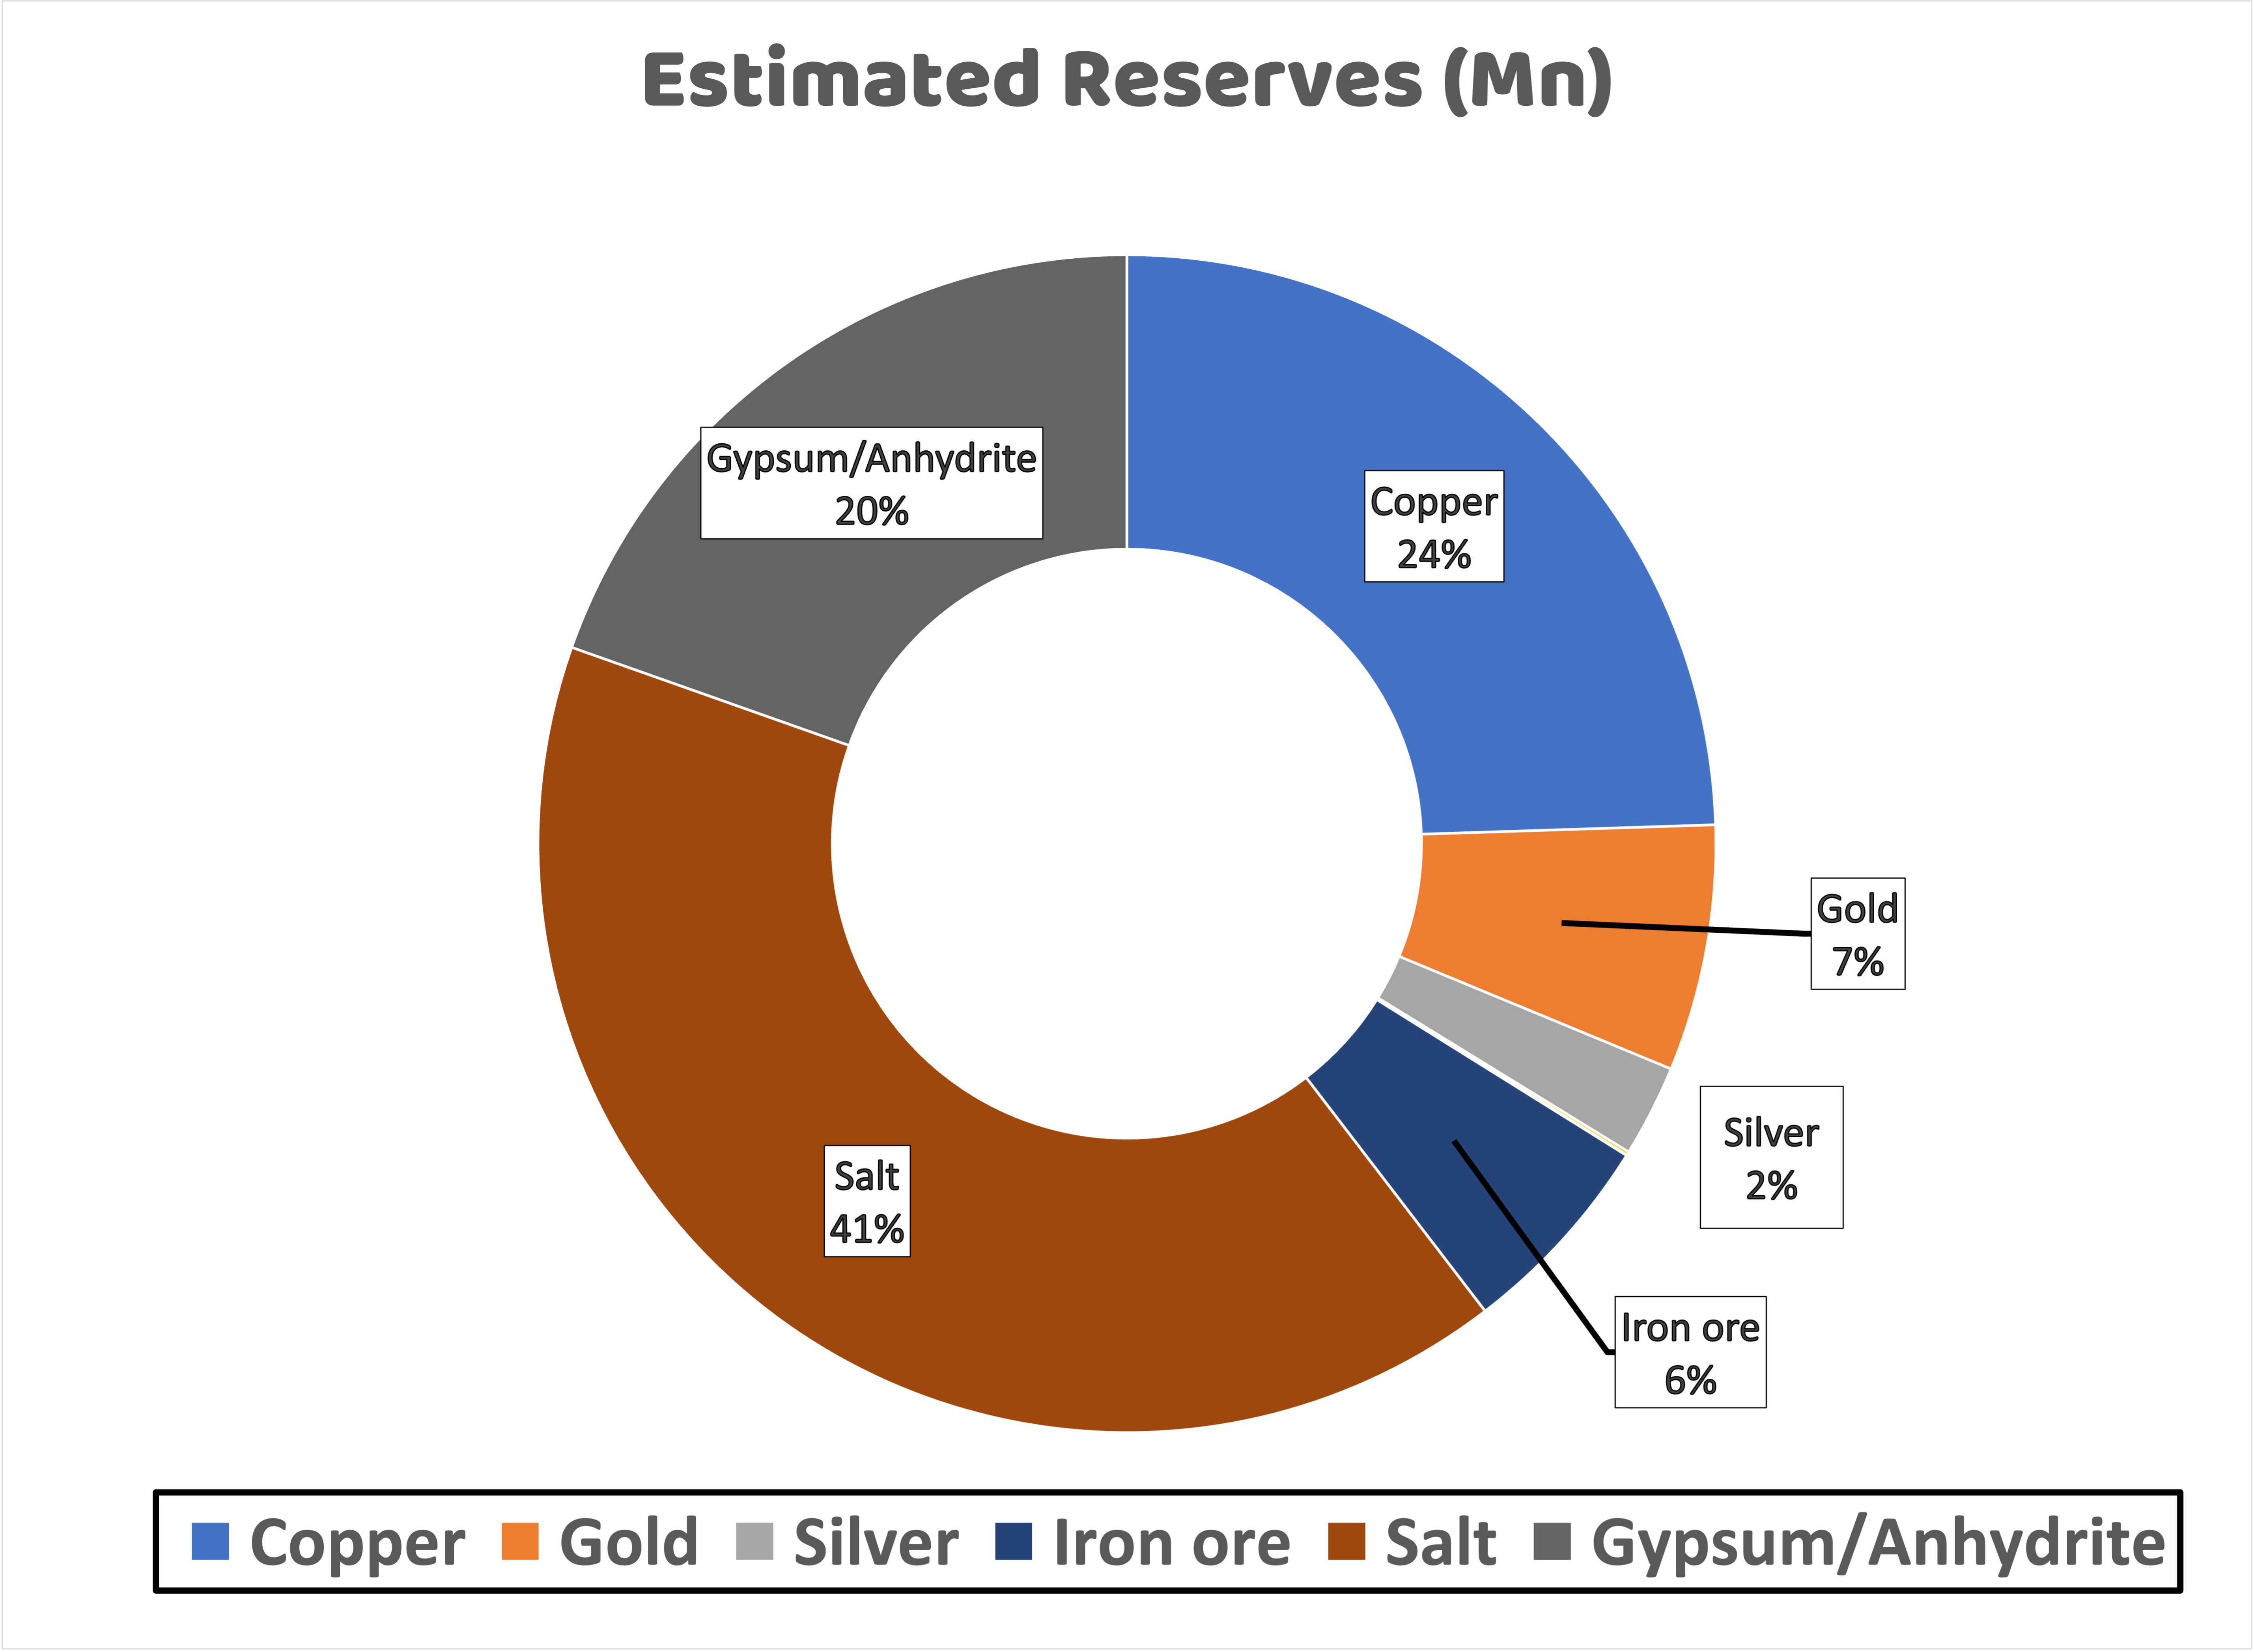 Estimated Reserves (Mn)
Gypsum/Anhydrite
20%
Copper
24%
Gold
7%
Silver
2%
Salt
41%
Iron ore
6%
Copper Gold Silver Iron ore Salt Gypsum/Anhydrite